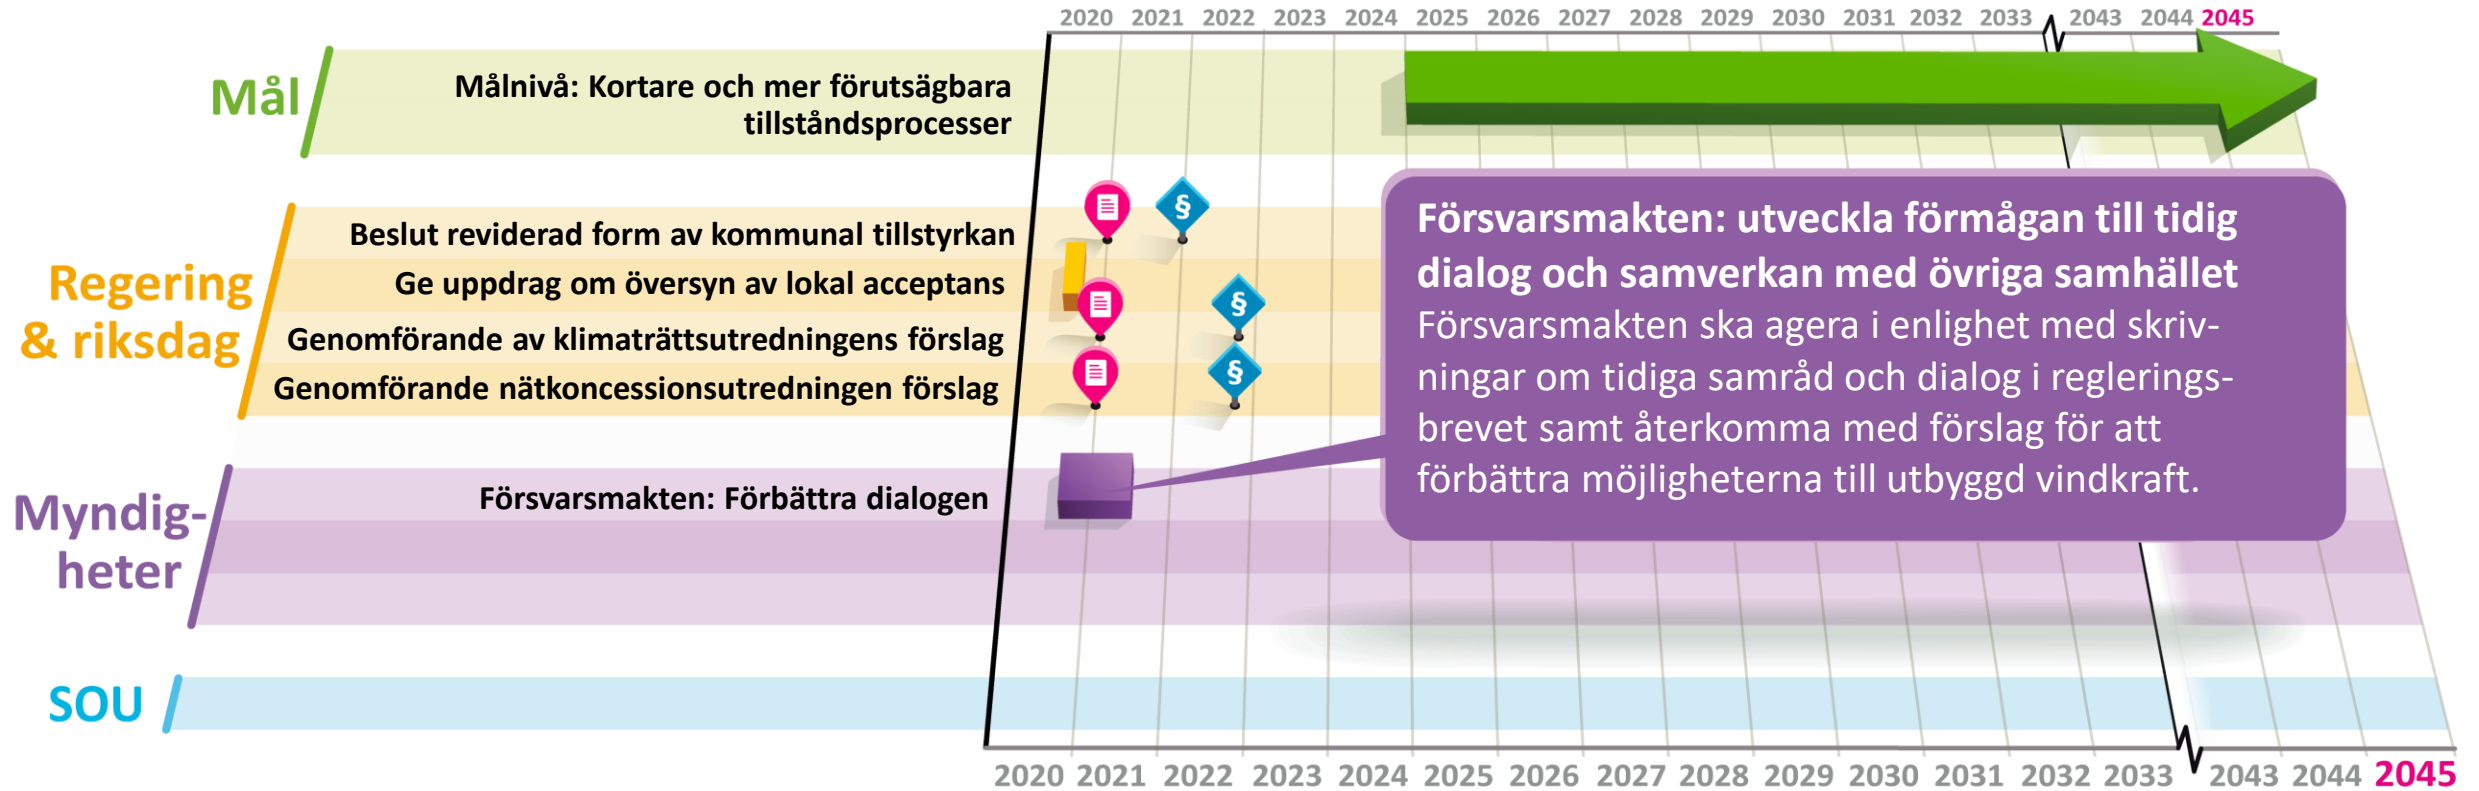 2020 2021 2022 2023 2024 2025 2026 2027 2028 2029 2030 2031 2032 2033 2043 2044 2045
Mål
Målnivå: Kortare och mer förutsägbara
tillståndsprocesser
Regering
& riksdag
Beslut reviderad form av kommunal tillstyrkan
§
Ge uppdrag om översyn av lokal acceptans
Genomförande av klimaträttsutredningens förslag
§
Genomförande nätkoncessionsutredningen förslag
§
Försvarsmakten: utveckla förmågan till tidig
dialog och samverkan med övriga samhället
Försvarsmakten ska agera i enlighet med skriv-
ningar om tidiga samråd och dialog i reglerings-
brevet samt återkomma med förslag för att
förbättra möjligheterna till utbyggd vindkraft.
Myndig-
heter
Försvarsmakten: Förbättra dialogen
SOU
2020 2021 2022 2023 2024 2025 2026 2027 2028 2029 2030 2031 2032 2033 2043 2044 2045